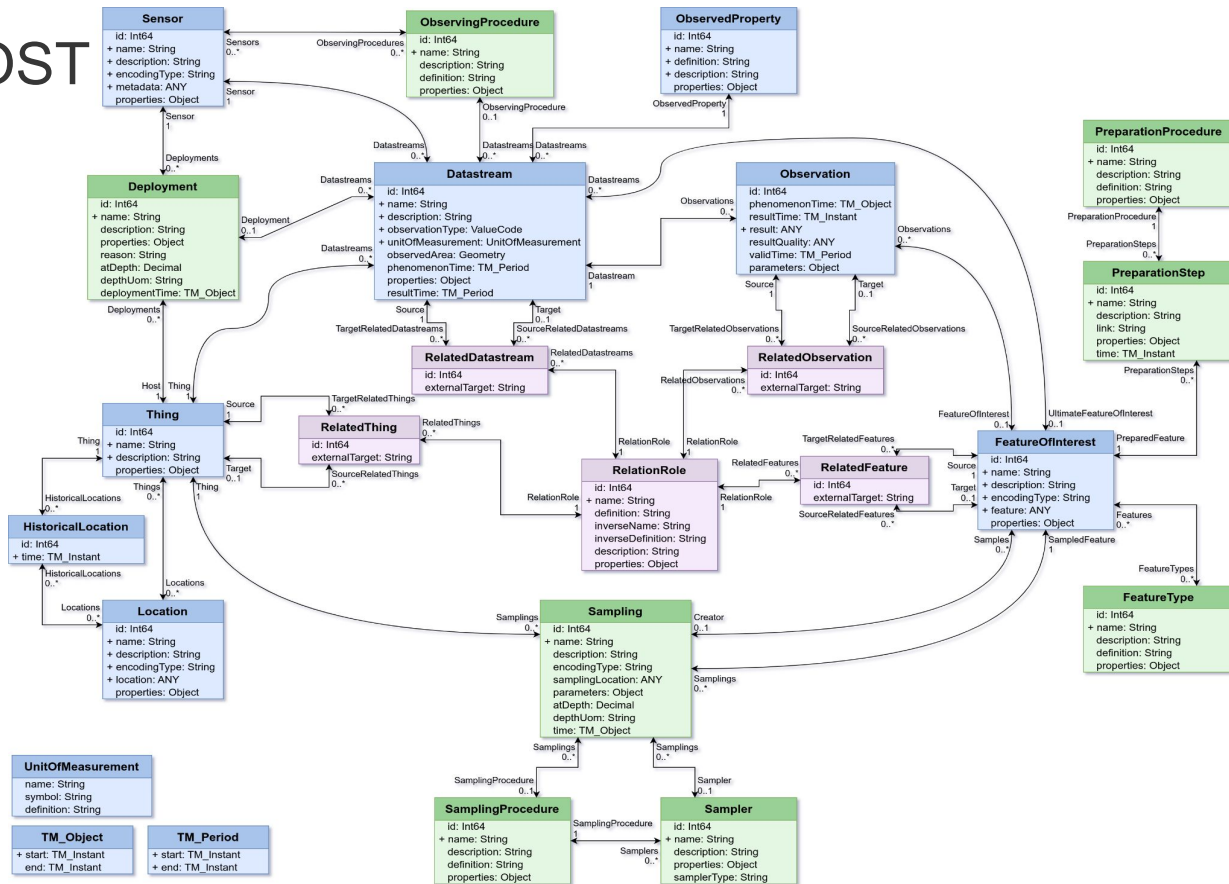 OST
Sensor
id: Int64
+ name: String
+ description: String
+ encodingType: String
+ metadata: ANY
properties: Object
Sensors
0..*
ObservingProcedures
0..*
ObservingProcedure
id: Int64
+ name: String
description: String
definition: String
properties: Object
ObservedProperty
id: Int64
+ name: String
+ definition: String
+ description: String
properties: Object
Sensor
1
Sensor
1
Deployments
0..*
Datastreams
0..*
ObservingProcedure
0..1
Datastreams
0..*
ObservedProperty
1
Datastreams
0..*
Deployment
id: Int64
+ name: String
description: String
properties: Object
reason: String
atDepth: Decimal
depthUom: String
deploymentTime: TM_Object
Deployment
0..1
Datastreams
0..*
Datastreams
0..*
Datastream
id: Int64
+ name: String
+ description: String
+ observationType: ValueCode
+ unitOfMeasurement: UnitOfMeasurement
observedArea: Geometry
phenomenonTime: TM_Period
properties: Object
resultTime: TM_Period
Datastreams
0..*
Observations
0..*
Datastream
1
Observation
id: Int64
phenomenonTime: TM_Object
resultTime: TM_Instant
+ result: ANY
resultQuality: ANY
validTime: TM_Period
parameters: Object
Observations
0..*
PreparationProcedure
id: Int64
+ name: String
description: String
definition: String
properties: Object
PreparationProcedure
1
PreparationSteps
0..*
PreparationStep
id: Int64
+ name: String
description: String
link: String
properties: Object
time: TM_Instant
PreparationSteps
0..*
Deployments
0..*
Host
1
Thing
1
Source
1
TargetRelatedDatastreams
0..*
Target
0..1
SourceRelatedDatastreams
0..*
RelatedDatastream
id: Int64
externalTarget: String
RelatedDatastreams
0..*
Source
1
TargetRelatedObservations
0..*
Target
0..1
SourceRelatedObservations
0..*
RelatedObservation
id: Int64
externalTarget: String
RelatedObservations
0..*
Thing
id: Int64
+ name: String
+ description: String
properties: Object
Source
1
TargetRelatedThings
0..*
Target
0..1
SourceRelatedThings
0..*
RelatedThing
id: Int64
externalTarget: String
RelatedThings
0..*
RelationRole
1
RelationRole
1
RelationRole
1
RelationRole
1
RelationRole
id: Int64
+ name: String
definition: String
inverseName: String
inverseDefinition: String
description: String
properties: Object
RelatedFeatures
0..*
RelatedFeature
id: Int64
externalTarget: String
TargetRelatedFeatures
0..*
Source
1
Target
0..1
SourceRelatedFeatures
0..*
FeatureOfInterest
0..1
UltimateFeatureOfInterest
0..1
FeatureOfInterest
id: Int64
+ name: String
+ description: String
+ encodingType: String
+ feature: ANY
properties: Object
PreparedFeature
1
Features
0..*
FeatureTypes
0..*
FeatureType
id: Int64
+ name: String
description: String
definition: String
properties: Object
Samples
0..*
SampledFeature
1
Thing
1
HistoricalLocations
0..*
Things
0..*
Thing
1
HistoricalLocation
id: Int64
+ time: TM_Instant
HistoricalLocations
0..*
Locations
0..*
Locations
0..*
Location
id: Int64
+ name: String
+ description: String
+ encodingType: String
+ location: ANY
properties: Object
Samplings
0..*
Creator
0..1
Samplings
0..*
Sampling
id: Int64
+ name: String
description: String
encodingType: String
samplingLocation: ANY
parameters: Object
atDepth: Decimal
depthUom: String
time: TM_Object
Samplings
0..*
SamplingProcedure
0..1
Samplings
0..*
Sampler
0..1
SamplingProcedure
id: Int64
+ name: String
description: String
definition: String
properties: Object
SamplingProcedure
1
Samplers
0..*
Sampler
id: Int64
+ name: String
description: String
properties: Object
samplerType: String
UnitOfMeasurement
name: String
symbol: String
definition: String
TM_Object
+ start: TM_Instant
end: TM_Instant
TM_Period
+ start: TM_Instant
+ end: TM_Instant